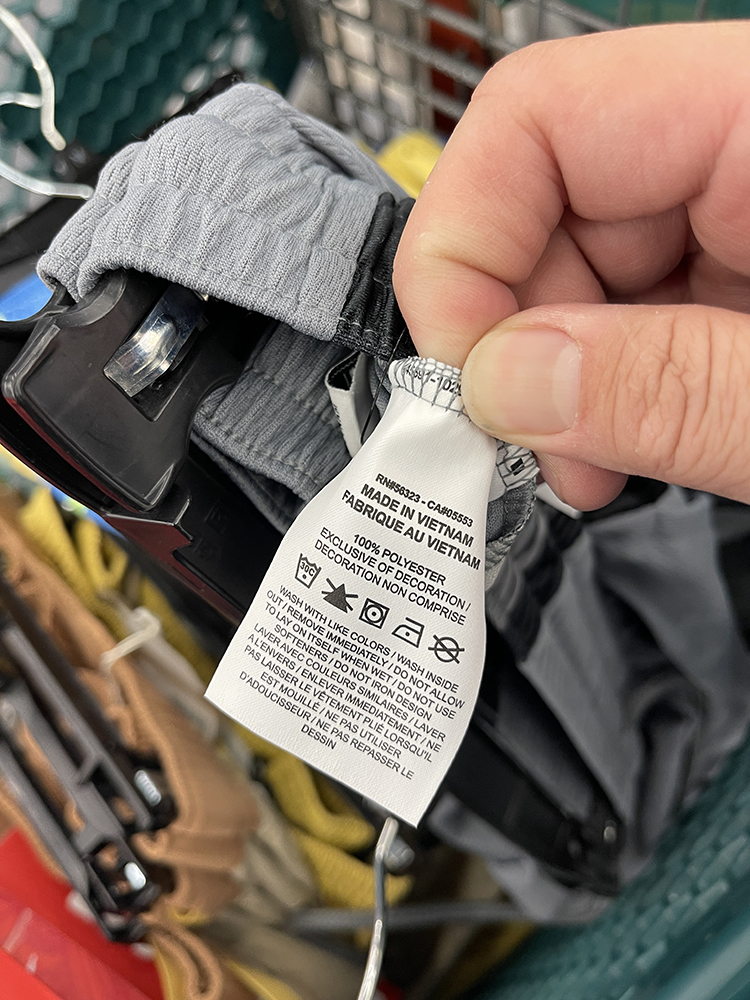 RN#56323 - CA#05553
MADE IN VIETNAM
FABRIQUE AU VIETNAM
100% POLYESTER
EXCLUSIVE OF DECORATION /
DECORATION NON COMPRISE
30C
WASH WITH LIKE COLORS / WASH INSIDE
OUT / REMOVE IMMEDIATELY / DO NOT ALLOW
TO LAY ON ITSELF WHEN WET / DO NOT USE
SOFTENERS / DO NOT IRON DESIGN
LAVER AVEC COULEURS SIMILAIRES / LAVER
A L'ENVERS / ENLEVER IMMÉDIATEMENT / NE
PAS LAISSER LE VÊTEMENT PLIE LORSQU'IL
EST MOUILLÉ / NE PAS UTILISER
D'ADOUCISSEUR / NE PAS REPASSER LE
DESSIN